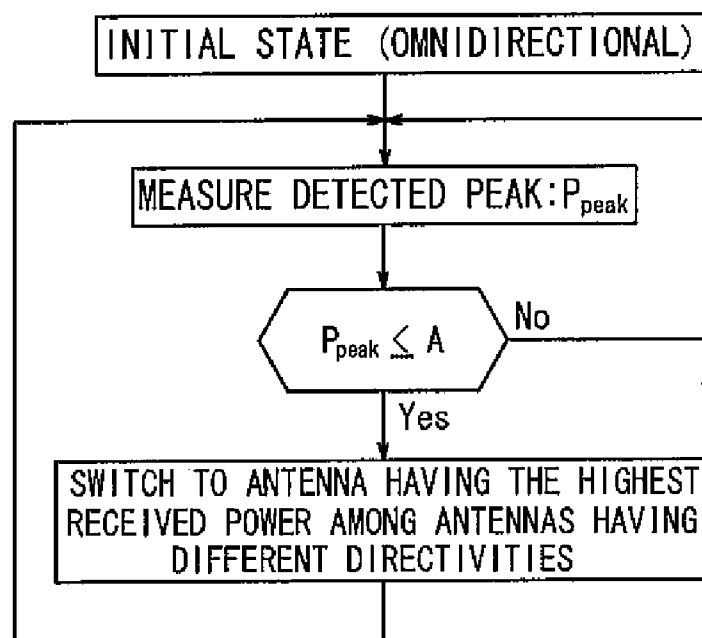 INITIAL STATE (OMNIDIRECTIONAL)
MEASURE DETECTED PEAK:Ppeak
Ppeak ≤ A
No
Yes
SWITCH TO ANTENNA HAVING THE HIGHEST
RECEIVED POWER AMONG ANTENNAS HAVING
DIFFERENT DIRECTIVITIES